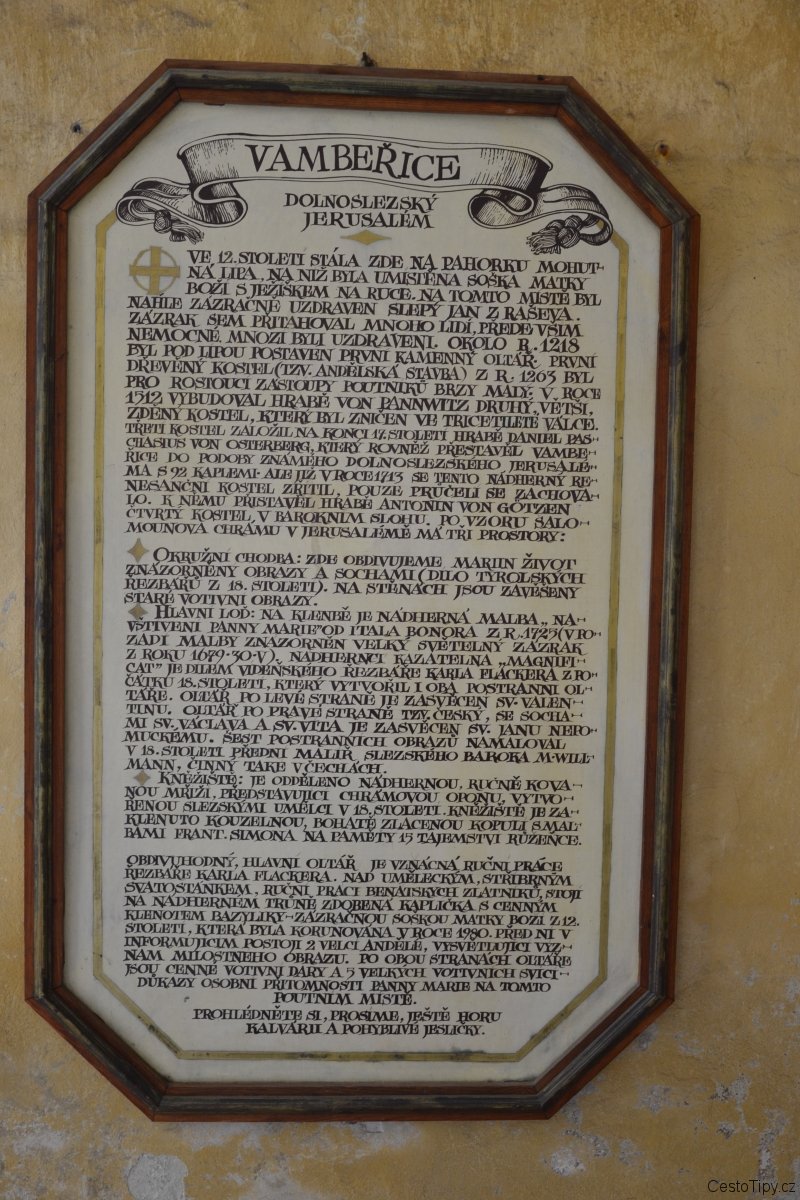 VAMBEŘICE
DOLNOSLEZSKÝ
JERUSALÉM
VE 12. STOLETÍ STÁLA ZDE NA PAHORKU MOHUT-
NÁ LIPA, NA NÍŽ BYLA UMÍSTĚNA SOŠKA MATKY
BOŽÍ S JEŽÍŠKEM NA RUCE. NA TOMTO MÍSTĚ BYL
NÁHLE ZÁZRAČNĚ UZDRAVEN SLEPÝ JAN Z RAŠEVA.
ZÁZRAK SEM PŘITAHOVAL MNOHO LIDÍ, PŘEDEVŠÍM
NEMOCNÉ. MNOZÍ BYLI UZDRAVENI. OKOLO R. 1218
BYL POD LIPOU POSTAVEN PRVNÍ KAMENNÝ OLTÁŘ. PRVNÍ
DŘEVĚNÝ KOSTEL (TZV. ANDĚLSKÁ STAVBA) Z R. 1263 BYL
PRO ROSTOUCÍ ZÁSTUPY POUTNÍKŮ BRZY MALÝ. V ROCE
1512 VYBUDOVAL HRABĚ VON PANNWITZ DRUHÝ, VĚTŠÍ,
ZDĚNÝ KOSTEL, KTERÝ BYL ZNIČEN VE TŘICETILETÉ VÁLCE.
TŘETÍ KOSTEL ZALOŽIL NA KONCI 17. STOLETÍ HRABĚ DANIEL PAS-
CHASIUS VON OSTERBERG, KTERÝ ROVNĚŽ PŘESTAVĚL VAMBE-
ŘICE DO PODOBY ZNÁMÉHO DOLNOSLEZSKÉHO JERUSALÉ-
MA S 92 KAPLEMI. ALE JIŽ V ROCE 1713 SE TENTO NÁDHERNÝ RE-
NESANČNÍ KOSTEL ZŘÍTIL, POUZE PRŮČELÍ SE ZACHOVA-
LO. K NĚMU PŘISTAVĚL HRABĚ ANTONÍN VON GÖTZEN
ČTVRTÝ KOSTEL V BAROKNÍM SLOHU. PO VZORU ŠALO-
MOUNOVA CHRÁMU V JERUSALÉMĚ MÁ TŘI PROSTORY:
OKRUŽNÍ CHODBA: ZDE OBDIVUJEME MARIIN ŽIVOT
ZNÁZORNĚNÝ OBRAZY A SOCHAMI (DÍLO TYROLSKÝCH
ŘEZBÁŘŮ Z 18. STOLETÍ). NA STĚNÁCH JSOU ZAVĚŠENY
STARÉ VOTIVNÍ OBRAZY.
HLAVNÍ LOĎ: NA KLENBĚ JE NÁDHERNÁ MALBA „NA-
VŠTÍVENÍ PANNY MARIE" OD ITALA BONORA Z R. 1725 (V PO-
ZADÍ MALBY ZNÁZORNĚN VELKÝ SVĚTELNÝ ZÁZRAK
Z ROKU 1679-30-V). NÁDHERNOU KAZATELNA „MAGNIFI-
CAT" JE DÍLEM VÍDEŇSKÉHO ŘEZBÁŘE KARLA FLACKERA Z PO-
ČÁTKU 18. STOLETÍ, KTERÝ VYTVOŘIL I OBA POSTRANNÍ OL-
TÁŘE. OLTÁŘ PO LEVÉ STRANĚ JE ZASVĚCEN SV. VALEN-
TINU. OLTÁŘ PO PRAVÉ STRANĚ TZV. ČESKÝ, SE SOCHA-
MI SV. VÁCLAVA A SV. VÍTA JE ZASVĚCEN SV. JANU NEPO-
MUCKÉMU. ŠEST POSTRANNÍCH OBRAZŮ NAMALOVAL
V 18. STOLETÍ PŘEDNÍ MALÍŘ SLEZSKÉHO BAROKA M. WILL-
MANN, ČINNÝ TAKÉ V ČECHÁCH.
KNĚŽIŠTĚ: JE ODDĚLENO NÁDHERNOU, RUČNĚ KOVA-
NOU MŘÍŽÍ, PŘEDSTAVUJÍCÍ CHRÁMOVOU OPONU, VYTVO-
ŘENOU SLEZSKÝMI UMĚLCI V 18. STOLETÍ. KNĚŽIŠTĚ JE ZA-
KLENUTO KOUZELNOU, BOHATĚ ZLACENOU KOPULÍ S MAL-
BAMI FRANT. SIMONA NA PAMĚTY 15 TAJEMSTVÍ RŮŽENCE.
OBDIVUHODNÝ, HLAVNÍ OLTÁŘ JE VZNÁCNÁ RUČNÍ PRÁCE
ŘEZBÁŘE KARLA FLACKERA. NAD UMĚLECKÝM, STŘÍBRNÝM
SVATOSTÁNKEM, RUČNÍ PRÁCÍ BENÁTSKÝCH ZLATNÍKŮ, STOJÍ
NA NÁDHERNÉM TRŮNĚ ZDOBENÁ KAPLIČKA S CENNÝM
KLENOTEM BAZYLIKY-ZÁZRAČNOU SOŠKOU MATKY BOŽÍ Z 12.
STOLETÍ, KTERÁ BYLA KORUNOVÁNA V ROCE 1980. PŘED NÍ V
INFORMUJÍCÍM POSTOJI 2 VELCÍ ANDĚLÉ, VYSVĚTLUJÍCÍ VÝZ-
NAM MILOSTNÉHO OBRAZU. PO OBOU STRANÁCH OLTÁŘE
JSOU CENNÉ VOTIVNÍ DARY A 5 VELKÝCH VOTIVNÍCH SVÍCÍ-
DŮKAZY OSOBNÍ PŘÍTOMNOSTI PANNY MARIE NA TOMTO
POUTNÍM MÍSTĚ.
PROHLÉDNĚTE SI, PROSÍME, JEŠTĚ HORU
KALVÁRII A POHYBLIVÉ JESLIČKY.
CestoTipy.cz